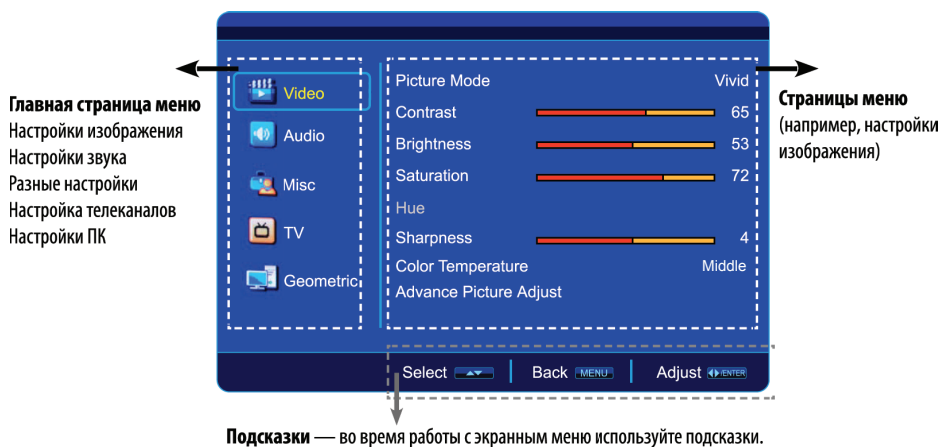 Главная страница меню
Настройки изображения
Настройки звука
Разные настройки
Настройка телеканалов
Настройки ПК
Video
Audio
Misc
TV
Geometric
Picture Mode Vivid
Contrast 65
Brightness 53
Saturation 72
Hue
Sharpness 4
Color Temperature Middle
Advance Picture Adjust
Страницы меню
(например, настройки
изображения)
Select Back MENU Adjust /ENTER
Подсказки — во время работы с экранным меню используйте подсказки.